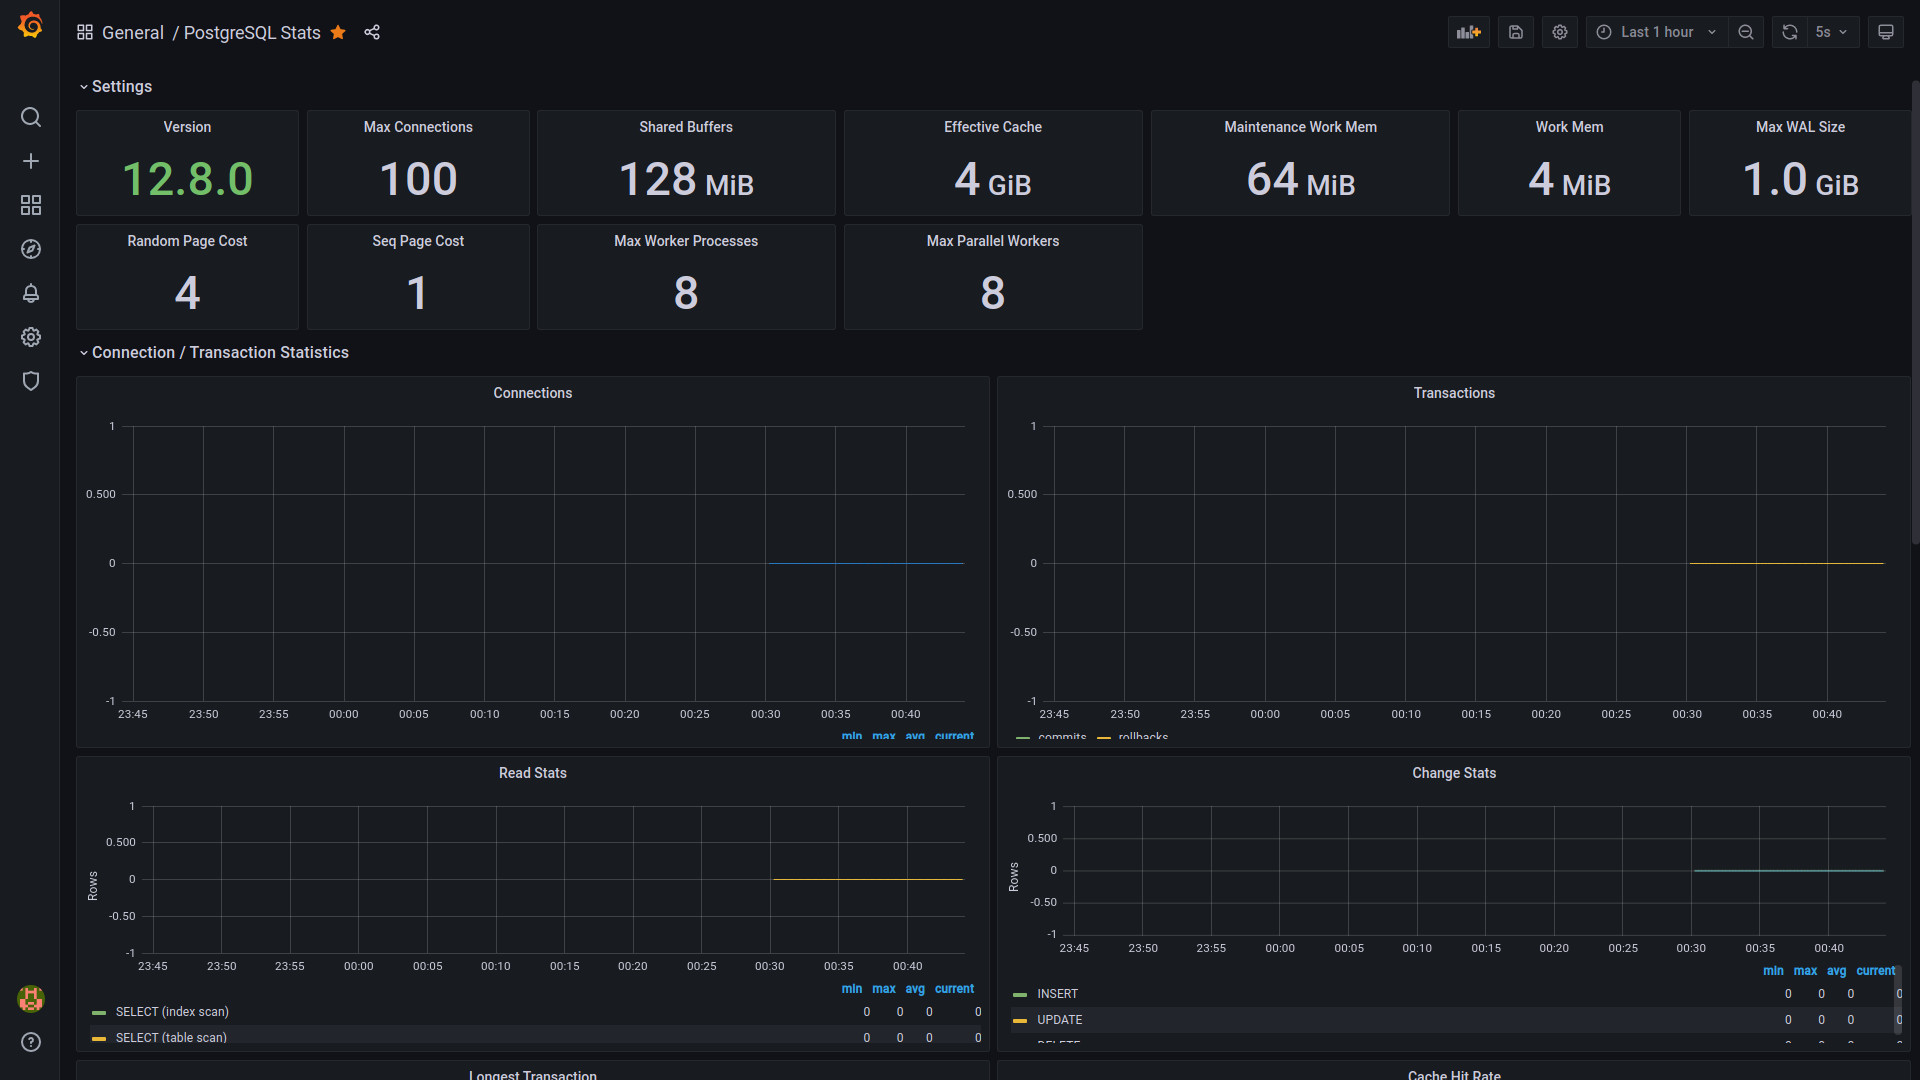 General / PostgreSQL Stats
Last 1 hour
5s
Settings
Version
12.8.0
Max Connections
100
Shared Buffers
128 MiB
Effective Cache
4 GiB
Maintenance Work Mem
64 MiB
Work Mem
4 MiB
Max WAL Size
1.0 GiB
Random Page Cost
4
Seq Page Cost
1
Max Worker Processes
8
Max Parallel Workers
8
Connection / Transaction Statistics
Connections
1
0.500
0
-0.50
-1
23:45 23:50 23:55 00:00 00:05 00:10 00:15 00:20 00:25 00:30 00:35 00:40
min max avg current
Transactions
1
0.500
0
-0.50
-1
23:45 23:50 23:55 00:00 00:05 00:10 00:15 00:20 00:25 00:30 00:35 00:40
commits rollbacks
Read Stats
Rows
1
0.500
0
-0.50
-1
23:45 23:50 23:55 00:00 00:05 00:10 00:15 00:20 00:25 00:30 00:35 00:40
min max avg current
SELECT (index scan) 0 0 0 0
SELECT (table scan) 0 0 0 0
Change Stats
Rows
1
0.500
0
-0.50
-1
23:45 23:50 23:55 00:00 00:05 00:10 00:15 00:20 00:25 00:30 00:35 00:40
min max avg current
INSERT 0 0 0 0
UPDATE 0 0 0 0
DELETE
Longest Transaction
Cache Hit Rate